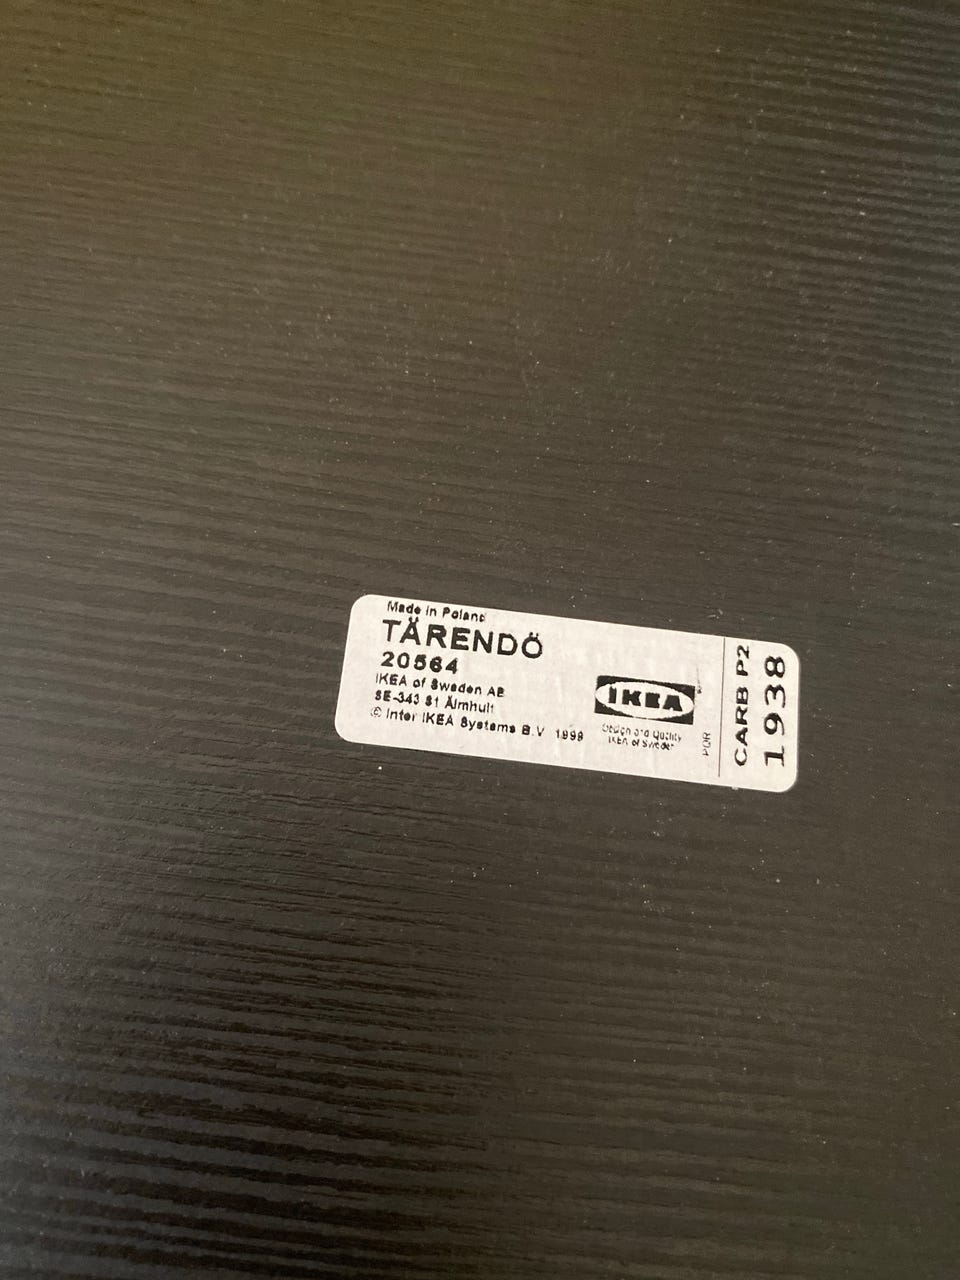 Made in Poland
TÄRENDÖ
20564
IKEA of Sweden AB
SE-343 81 Älmhult
© Inter IKEA Systems B.V 1999
IKEA
Design and Quality
IKEA of Sweden
PQR
CARB P2
1938